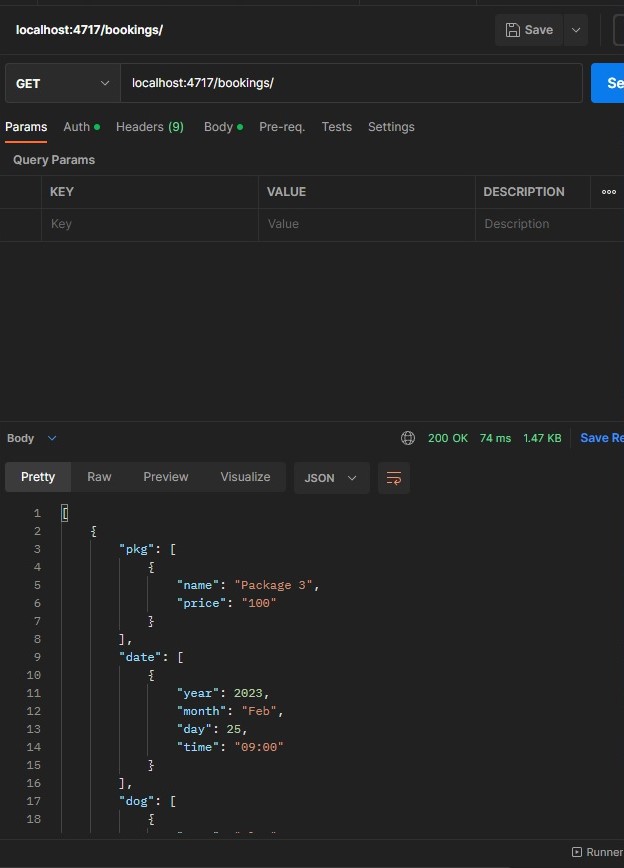 localhost:4717/bookings/
Save
GET localhost:4717/bookings/
Params Auth Headers (9) Body Pre-req. Tests Settings
Query Params
KEY VALUE DESCRIPTION
Key Value Description
Body 200 OK 74 ms 1.47 KB Save Re
Pretty Raw Preview Visualize JSON
1 [
2 {
3 "pkg": [
4 {
5 "name": "Package 3",
6 "price": "100"
7 }
8 ],
9 "date": [
10 {
11 "year": 2023,
12 "month": "Feb",
13 "day": 25,
14 "time": "09:00"
15 }
16 ],
17 "dog": [
18 {
Runner